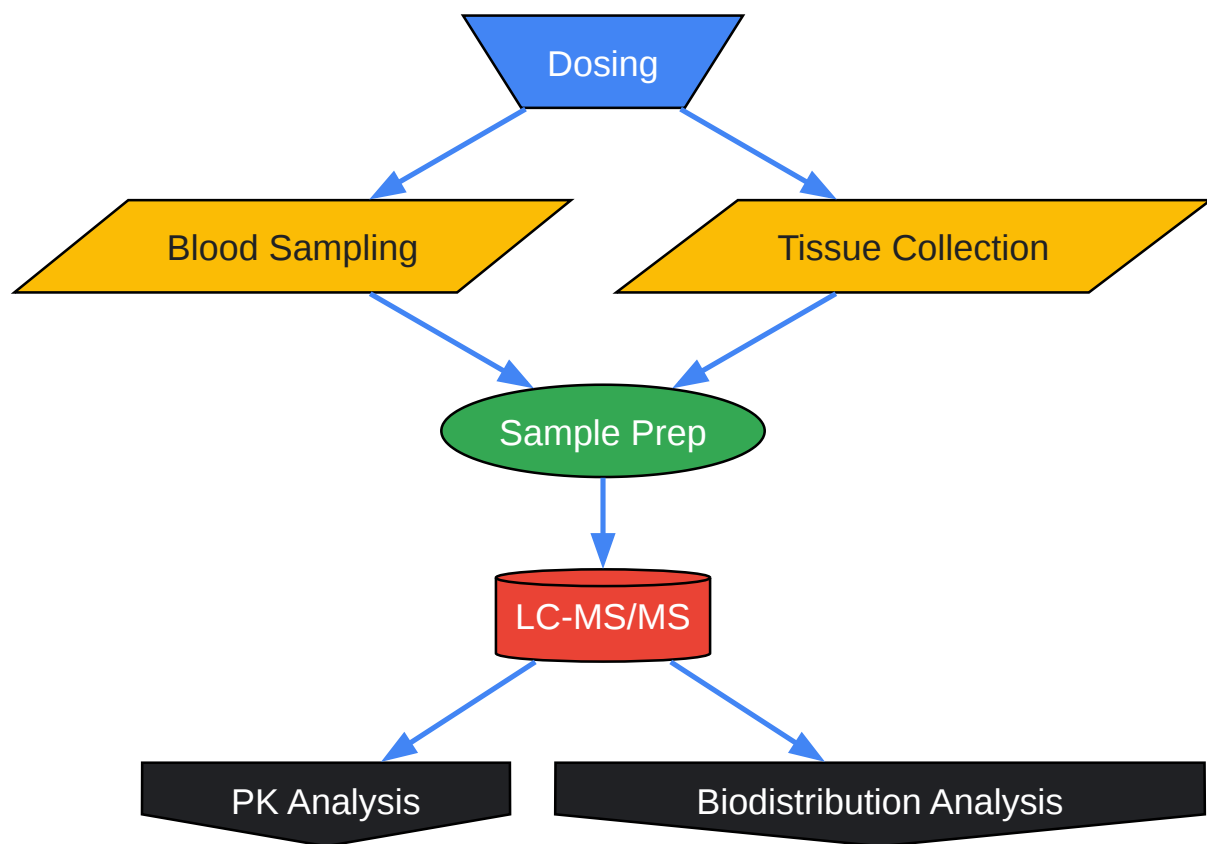 Dosing
Blood Sampling
Tissue Collection
Sample Prep
LC-MS/MS
PK Analysis
Biodistribution Analysis